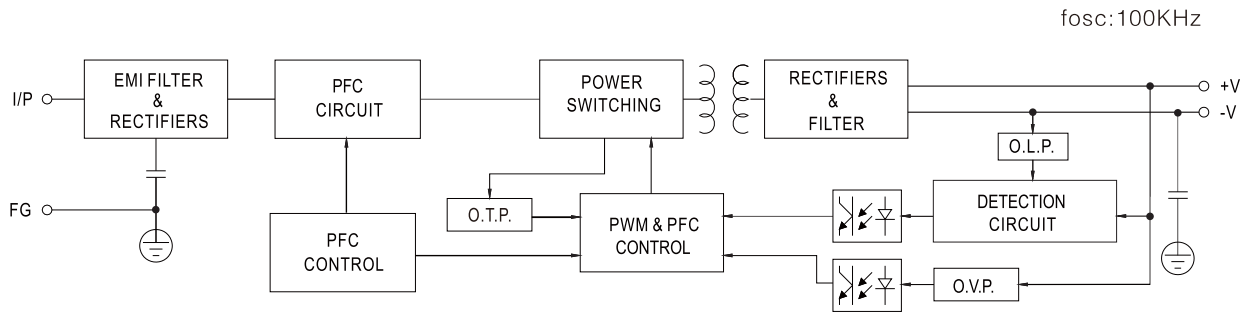 fosc:100KHz
I/P
EMI FILTER
&
RECTIFIERS
PFC
CIRCUIT
POWER
SWITCHING
RECTIFIERS
&
FILTER
+V
-V
O.L.P.
FG
O.T.P.
PFC
CONTROL
PWM & PFC
CONTROL
DETECTION
CIRCUIT
O.V.P.